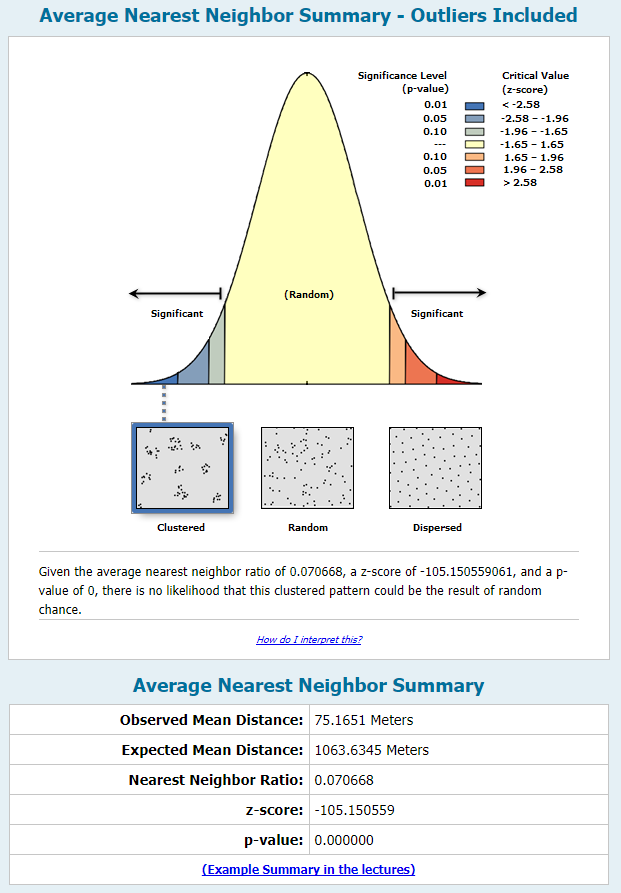 Average Nearest Neighbor Summary - Outliers Included
Significance Level
(p-value)
Critical Value
(z-score)
0.01 < -2.58
0.05 -2.58 – -1.96
0.10 -1.96 – -1.65
--- -1.65 – 1.65
0.10 1.65 – 1.96
0.05 1.96 – 2.58
0.01 > 2.58
(Random)
Significant
Significant
Clustered
Random
Dispersed
Given the average nearest neighbor ratio of 0.070668, a z-score of -105.150559061, and a p-
value of 0, there is no likelihood that this clustered pattern could be the result of random
chance.
How do I interpret this?
Average Nearest Neighbor Summary
Observed Mean Distance: 75.1651 Meters
Expected Mean Distance: 1063.6345 Meters
Nearest Neighbor Ratio: 0.070668
z-score: -105.150559
p-value: 0.000000
(Example Summary in the lectures)